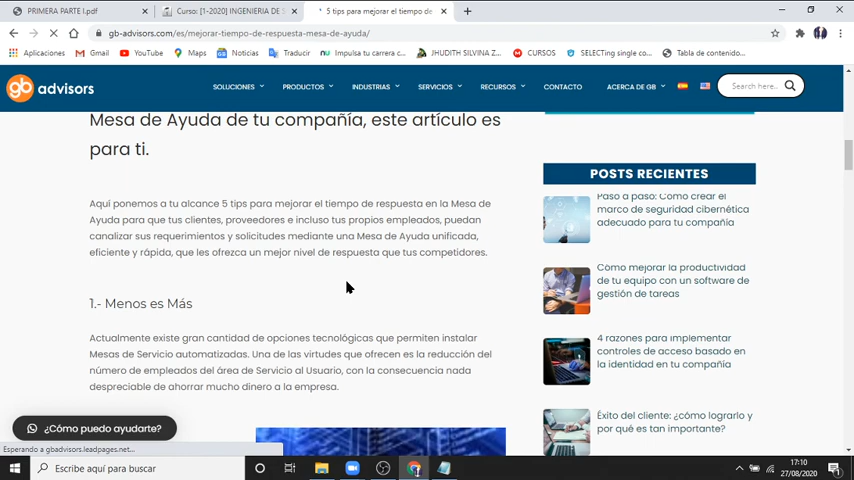 PRIMERA PARTE I.pdf
Curso: [1-2020] INGENIERIA DE S
5 tips para mejorar el tiempo de
gb-advisors.com/es/mejorar-tiempo-de-respuesta-mesa-de-ayuda/
Aplicaciones
Gmail
YouTube
Maps
Noticias
Traducir
Impulsa tu carrera c...
JHUDITH SILVINA Z...
CURSOS
SELECTing single co...
Tabla de contenido...
gb advisors
SOLUCIONES
PRODUCTOS
INDUSTRIAS
SERVICIOS
RECURSOS
CONTACTO
ACERCA DE GB
Search here...
Mesa de Ayuda de tu compañía, este artículo es
para ti.
Aquí ponemos a tu alcance 5 tips para mejorar el tiempo de respuesta en la Mesa de
Ayuda para que tus clientes, proveedores e incluso tus propios empleados, puedan
canalizar sus requerimientos y solicitudes mediante una Mesa de Ayuda unificada,
eficiente y rápida, que les ofrezca un mejor nivel de respuesta que tus competidores.
1.- Menos es Más
Actualmente existe gran cantidad de opciones tecnológicas que permiten instalar
Mesas de Servicio automatizadas. Una de las virtudes que ofrecen es la reducción del
número de empleados del área de Servicio al Usuario, con la consecuencia nada
despreciable de ahorrar mucho dinero a la empresa.
POSTS RECIENTES
Paso a paso: Cómo crear el
marco de seguridad cibernética
adecuado para tu compañía
Cómo mejorar la productividad
de tu equipo con un software de
gestión de tareas
4 razones para implementar
controles de acceso basado en
la identidad en tu compañía
Éxito del cliente: ¿cómo lograrlo y
por qué es tan importante?
¿Cómo puedo ayudarte?
Esperando a gbadvisors.leadpages.net...
Escribe aquí para buscar
17:10
27/08/2020